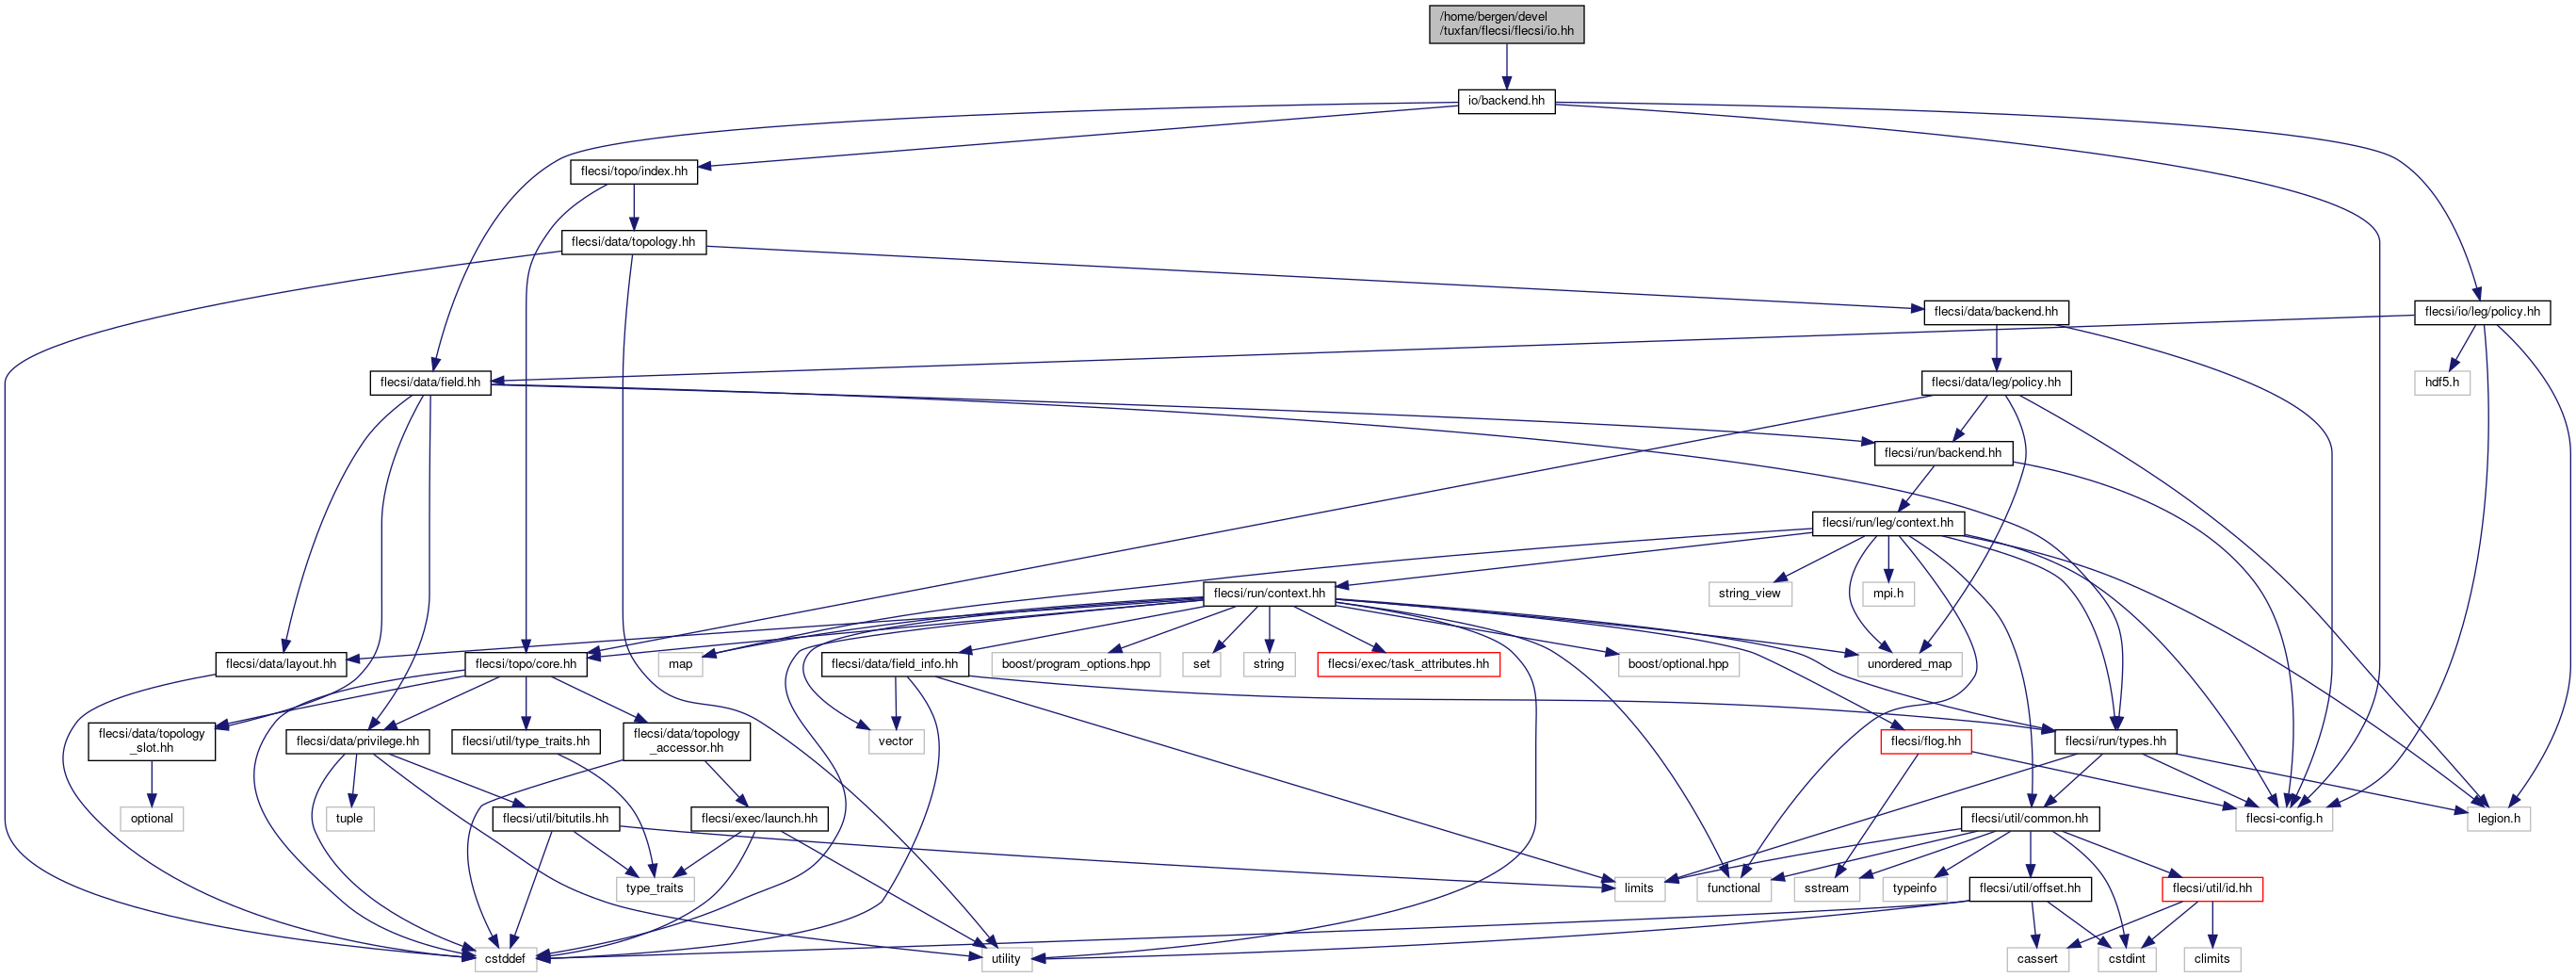 /home/bergen/devel
/tuxfan/flecsi/flecsi/io.hh
io/backend.hh
flecsi/topo/index.hh
flecsi/data/topology.hh
flecsi/data/backend.hh
flecsi/io/leg/policy.hh
flecsi/data/field.hh
flecsi/data/leg/policy.hh
hdf5.h
flecsi/run/backend.hh
flecsi/run/leg/context.hh
flecsi/run/context.hh
string_view
mpi.h
flecsi/data/layout.hh
flecsi/topo/core.hh
map
flecsi/data/field_info.hh
boost/program_options.hpp
set
string
flecsi/exec/task_attributes.hh
boost/optional.hpp
unordered_map
flecsi/data/topology
_slot.hh
flecsi/data/privilege.hh
flecsi/util/type_traits.hh
flecsi/data/topology
_accessor.hh
vector
flecsi/flog.hh
flecsi/run/types.hh
optional
tuple
flecsi/util/bitutils.hh
flecsi/exec/launch.hh
flecsi/util/common.hh
flecsi-config.h
legion.h
type_traits
limits
functional
sstream
typeinfo
flecsi/util/offset.hh
flecsi/util/id.hh
cstddef
utility
cassert
cstdint
climits